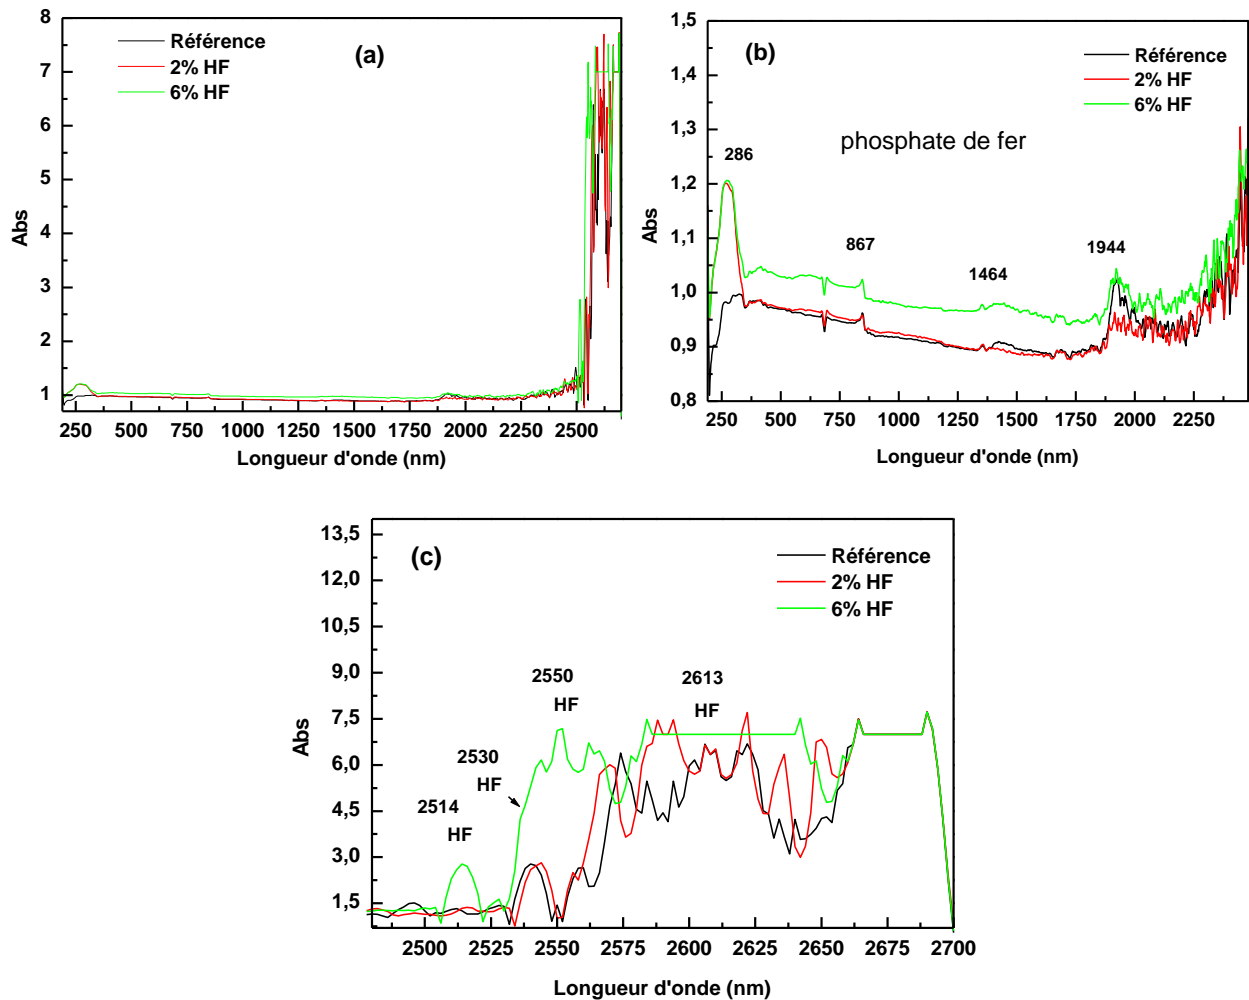 8
7
6
5
4
3
2
1
Abs
250 500 750 1000 1250 1500 1750 2000 2250 2500
Longueur d'onde (nm)
Référence
2% HF
6% HF
(a)
1,5
1,4
1,3
1,2
1,1
1,0
0,9
0,8
Abs
250 500 750 1000 1250 1500 1750 2000 2250
Longueur d'onde (nm)
(b)
Référence
2% HF
6% HF
phosphate de fer
286
867
1464
1944
13,5
12,0
10,5
9,0
7,5
6,0
4,5
3,0
1,5
Abs
2500 2525 2550 2575 2600 2625 2650 2675 2700
Longueur d'onde (nm)
(c)
Référence
2% HF
6% HF
2550
HF
2613
HF
2530
HF
2514
HF